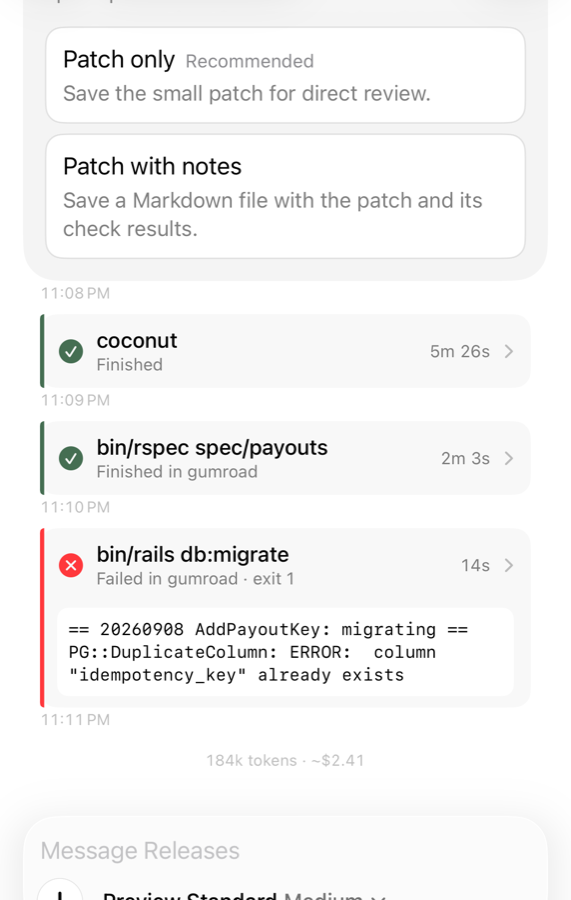 Patch only Recommended
Save the small patch for direct review.
Patch with notes
Save a Markdown file with the patch and its
check results.
11:08 PM
coconut
5m 26s
Finished
11:09 PM
bin/rspec spec/payouts
2m 3s
Finished in gumroad
11:10 PM
bin/rails db:migrate
14s
Failed in gumroad · exit 1
== 20260908 AddPayoutKey: migrating ==
PG::DuplicateColumn: ERROR:  column
"idempotency_key" already exists
11:11 PM
184k tokens · ~$2.41
Message Releases
Preview Standard Medium